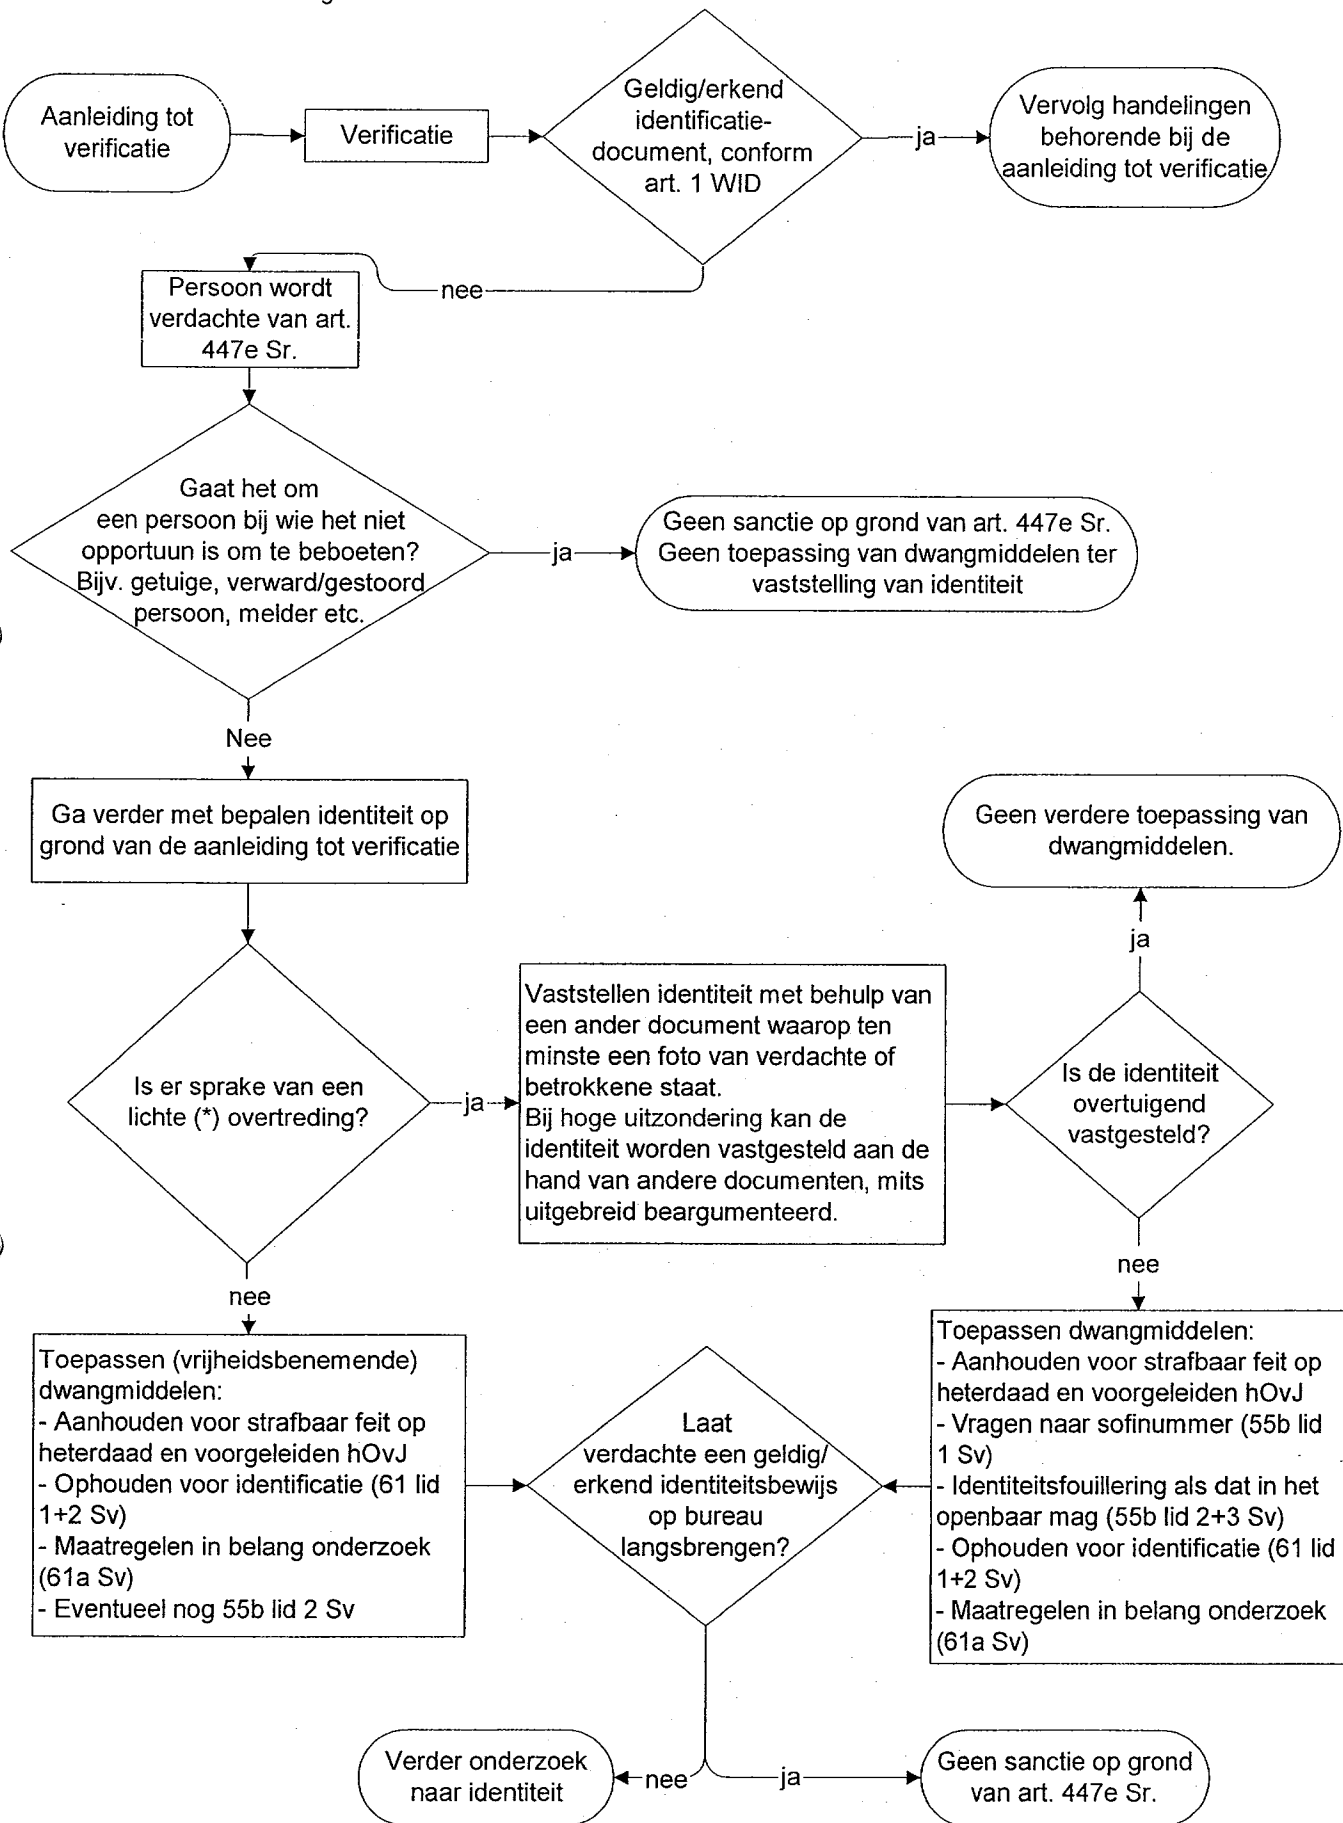 Aanleiding tot
verificatie
Verificatie
Geldig/erkend
identificatie-
document, conform
art. 1 WID
ja
Vervolg handelingen
behorende bij de
aanleiding tot verificatie
nee
Persoon wordt
verdachte van art.
447e Sr.
Gaat het om
een persoon bij wie het niet
opportuun is om te beboeten?
Bijv. getuige, verward/gestoord
persoon, melder etc.
ja
Geen sanctie op grond van art. 447e Sr.
Geen toepassing van dwangmiddelen ter
vaststelling van identiteit
Nee
Ga verder met bepalen identiteit op
grond van de aanleiding tot verificatie
Is er sprake van een
lichte (*) overtreding?
ja
Vaststellen identiteit met behulp van
een ander document waarop ten
minste een foto van verdachte of
betrokkene staat.
Bij hoge uitzondering kan de
identiteit worden vastgesteld aan de
hand van andere documenten, mits
uitgebreid beargumenteerd.
Is de identiteit
overtuigend
vastgesteld?
ja
Geen verdere toepassing van
dwangmiddelen.
nee
Toepassen dwangmiddelen:
- Aanhouden voor strafbaar feit op
heterdaad en voorgeleiden hOvJ
- Vragen naar sofinummer (55b lid
1 Sv)
- Identiteitsfouillering als dat in het
openbaar mag (55b lid 2+3 Sv)
- Ophouden voor identificatie (61 lid
1+2 Sv)
- Maatregelen in belang onderzoek
(61a Sv)
nee
Toepassen (vrijheidsbenemende)
dwangmiddelen:
- Aanhouden voor strafbaar feit op
heterdaad en voorgeleiden hOvJ
- Ophouden voor identificatie (61 lid
1+2 Sv)
- Maatregelen in belang onderzoek
(61a Sv)
- Eventueel nog 55b lid 2 Sv
Laat
verdachte een geldig/
erkend identiteitsbewijs
op bureau
langsbrengen?
nee
Verder onderzoek
naar identiteit
ja
Geen sanctie op grond
van art. 447e Sr.